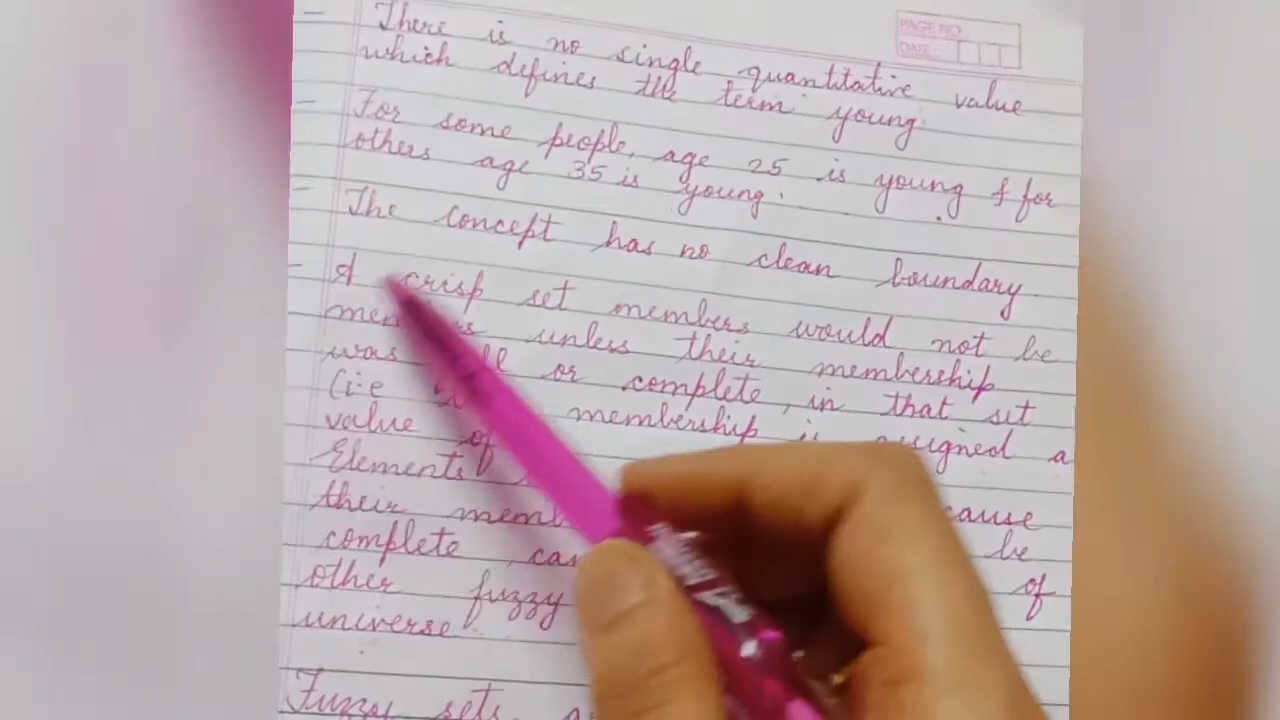 PAGE NO.
DATE
- There is no single quantitative value
which defines the term young.
- For some people, age 25 is young & for
others age 35 is young.
- The concept has no clean boundary
- A crisp set members would not be
unless their membership
was or complete, in that set
(i.e membership is assigned a
value of
Elements cause
their be
complete, of
other fuzzy
universe.
Fuzzy sets